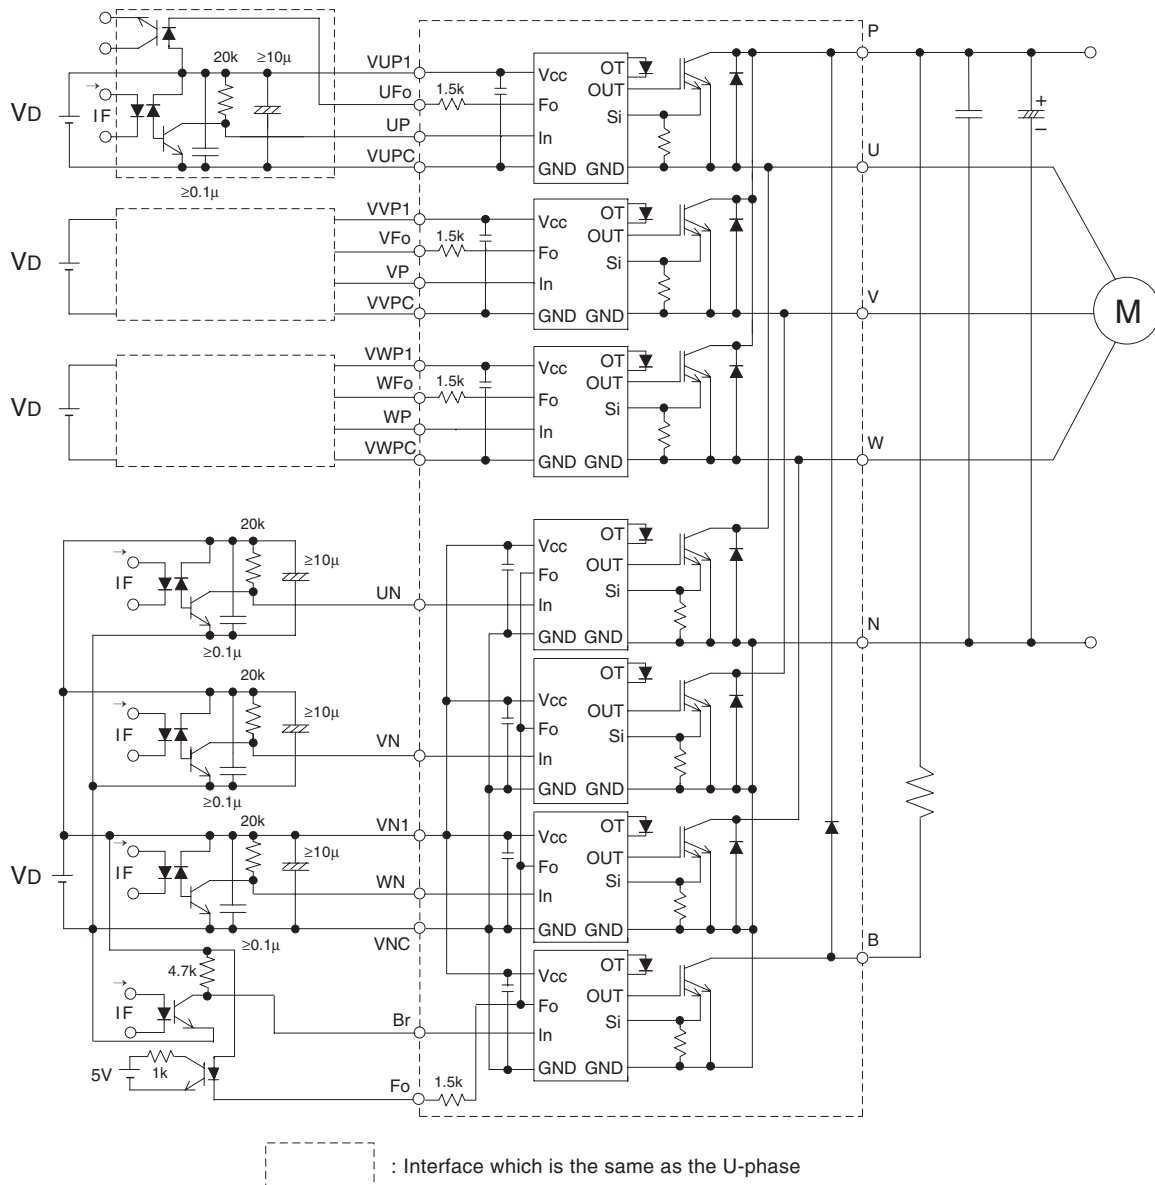 P
20k ≥10µ
VUP1 Vcc OT
UFo 1.5k Fo OUT
VD IF Si
UP In
VUPC GND GND U
≥0.1µ
+
−
VVP1 Vcc OT
VFo 1.5k Fo OUT
VD VP In Si
VVPC GND GND V
M
VWP1 Vcc OT
WFo 1.5k Fo OUT
VD WP In Si
VWPC GND GND W
20k
≥10µ Vcc OT
IF Fo OUT
UN In Si
GND GND N
≥0.1µ
20k OT
≥10µ Vcc OUT
IF Fo Si
VN In
GND GND
≥0.1µ
20k VN1 Vcc OT
≥10µ Fo OUT
VD IF WN In Si
VNC GND GND B
≥0.1µ
4.7k Vcc OT
IF Fo OUT
Br In Si
5V 1k GND GND
Fo 1.5k
: Interface which is the same as the U-phase